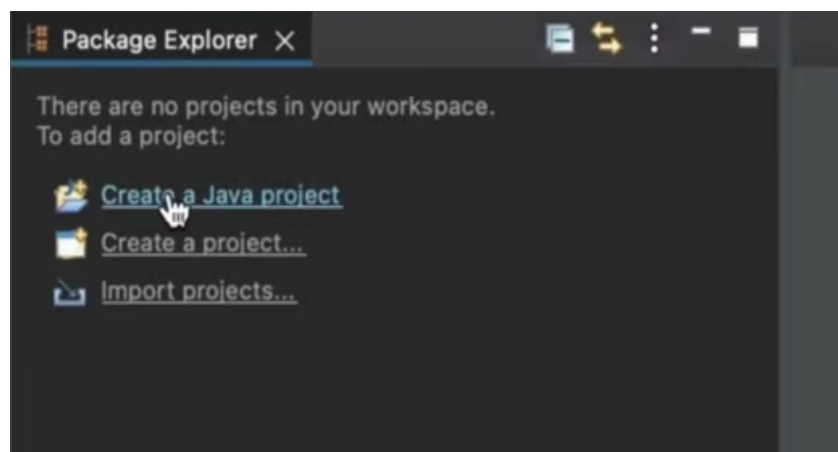 Package Explorer
There are no projects in your workspace.
To add a project:
Create a Java project
Create a project...
Import projects...